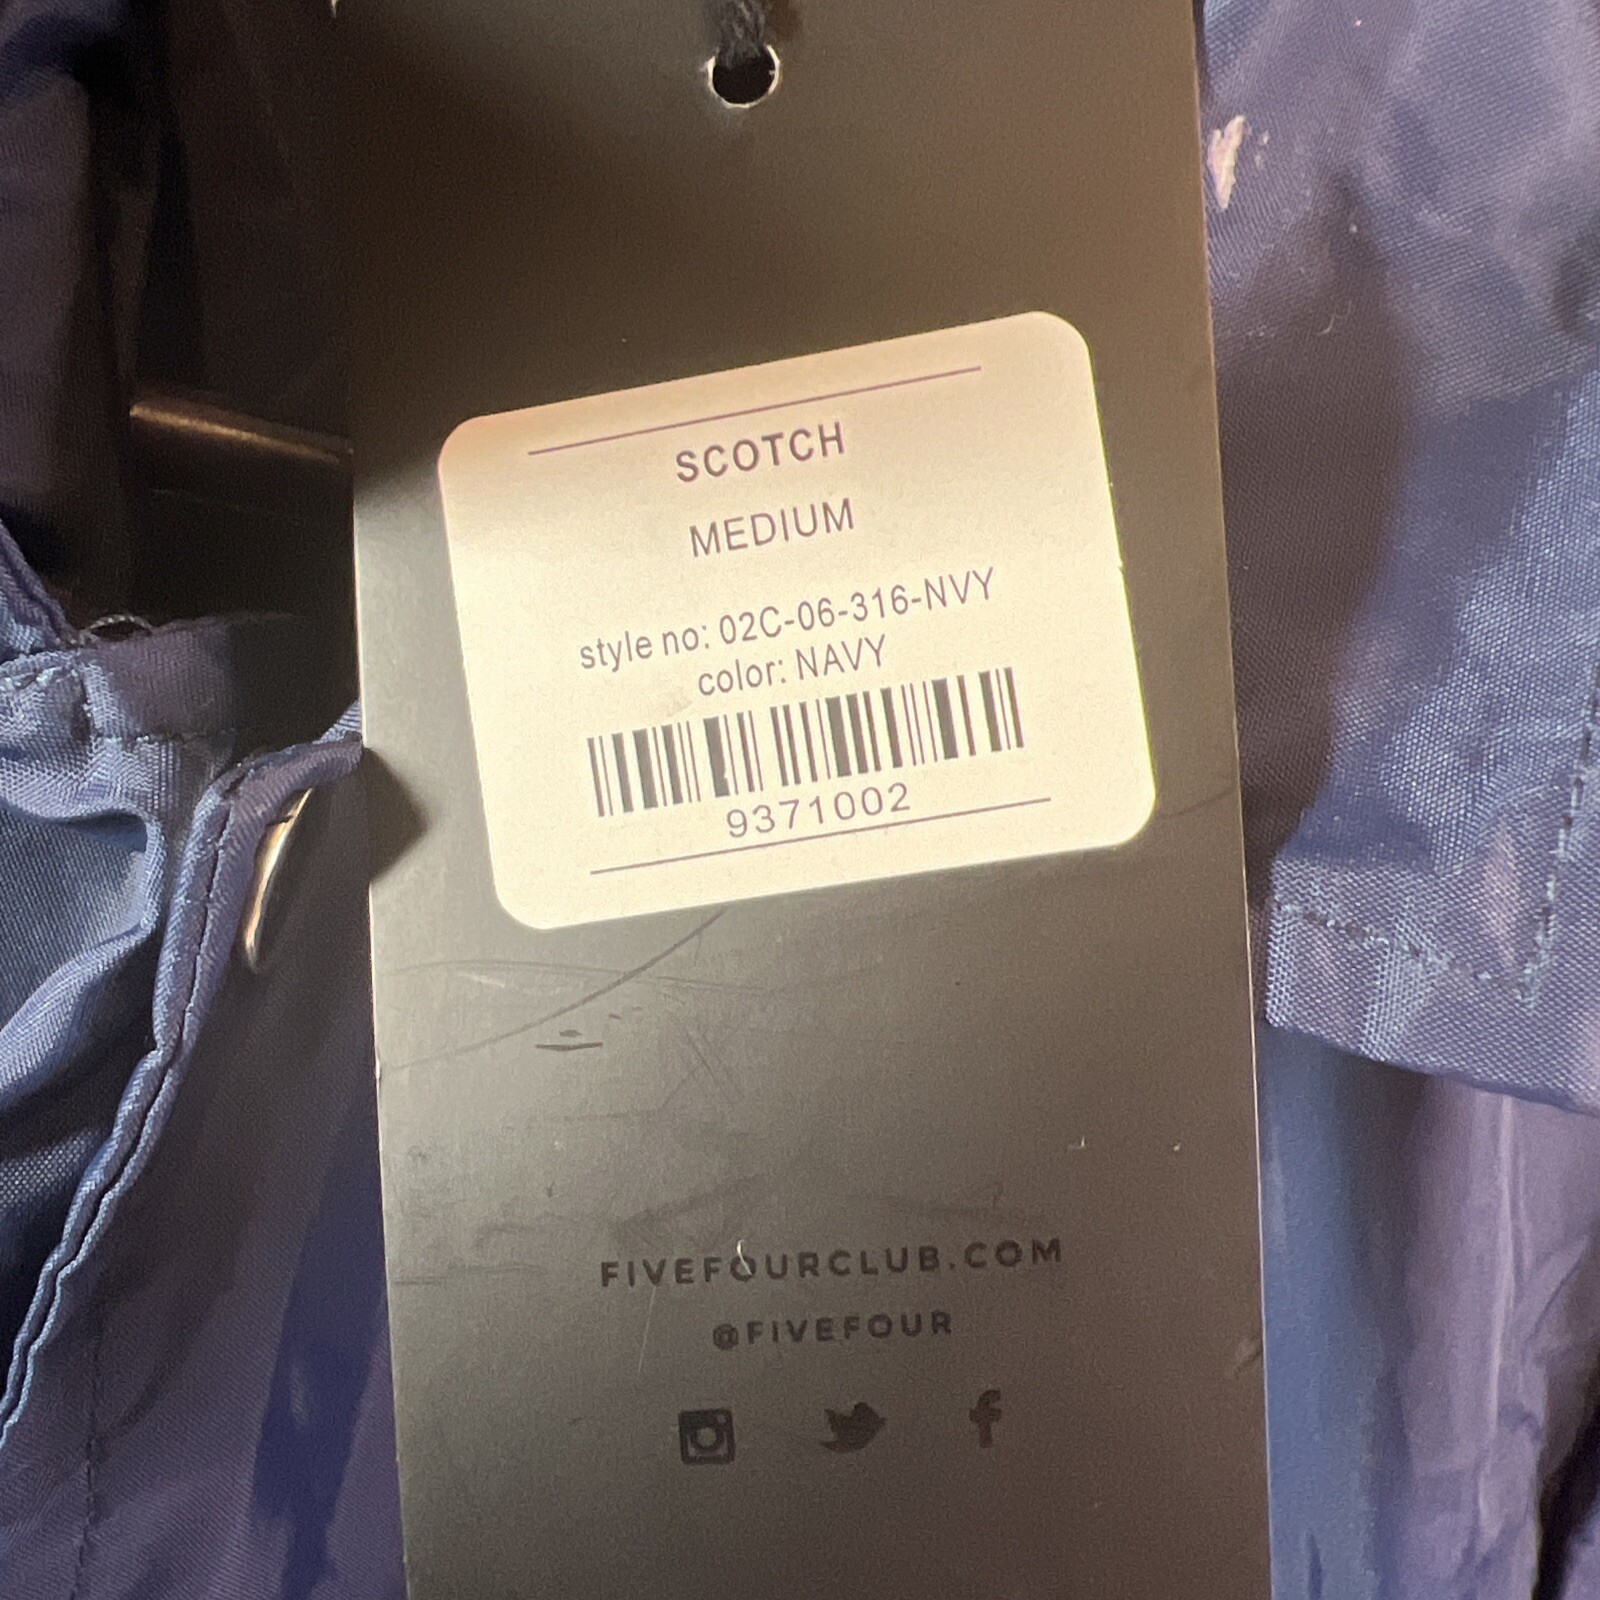 SCOTCH
MEDIUM
style no: 02C-06-316-NVY
color: NAVY
9371002
FIVEFOURCLUB.COM
@FIVEFOUR